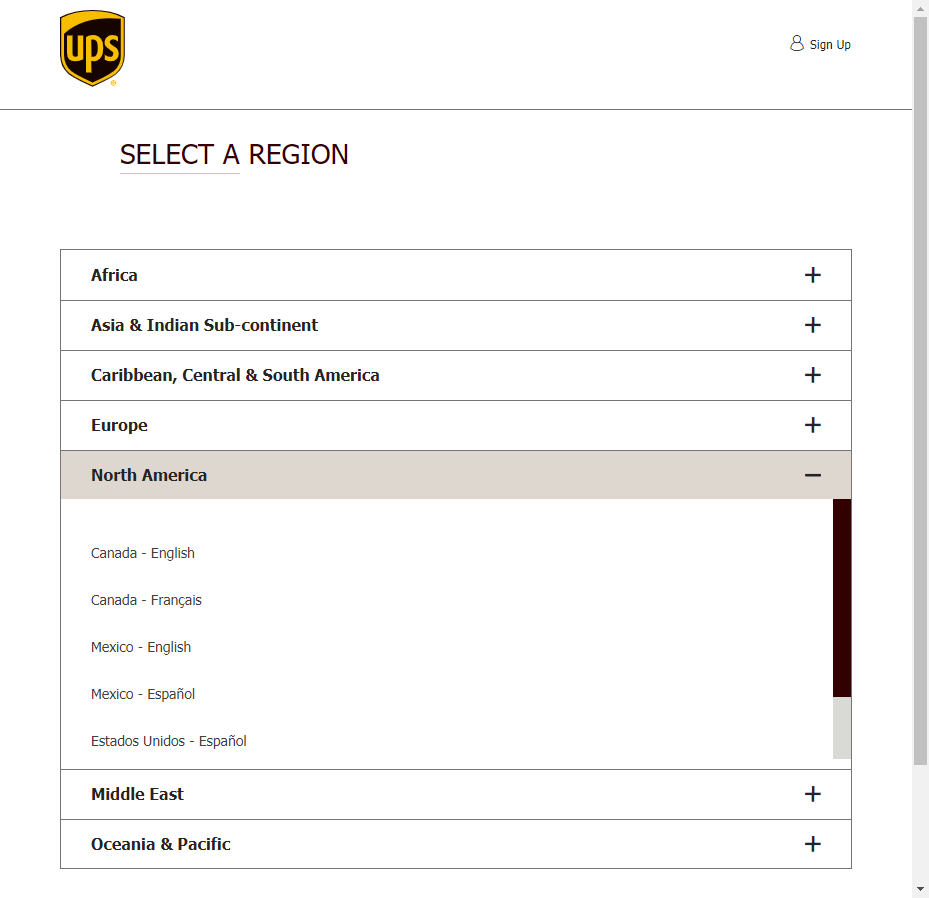 ups
Sign Up
SELECT A REGION
Africa
Asia & Indian Sub-continent
Caribbean, Central & South America
Europe
North America
Canada - English
Canada - Français
Mexico - English
Mexico - Español
Estados Unidos - Español
Middle East
Oceania & Pacific